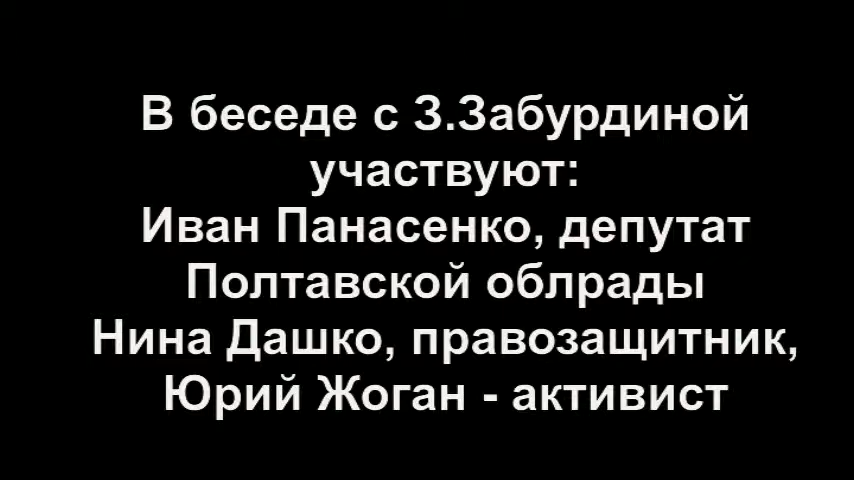 В беседе с З.Забурдиной
участвуют:
Иван Панасенко, депутат
Полтавской облрады
Нина Дашко, правозащитник,
Юрий Жоган - активист